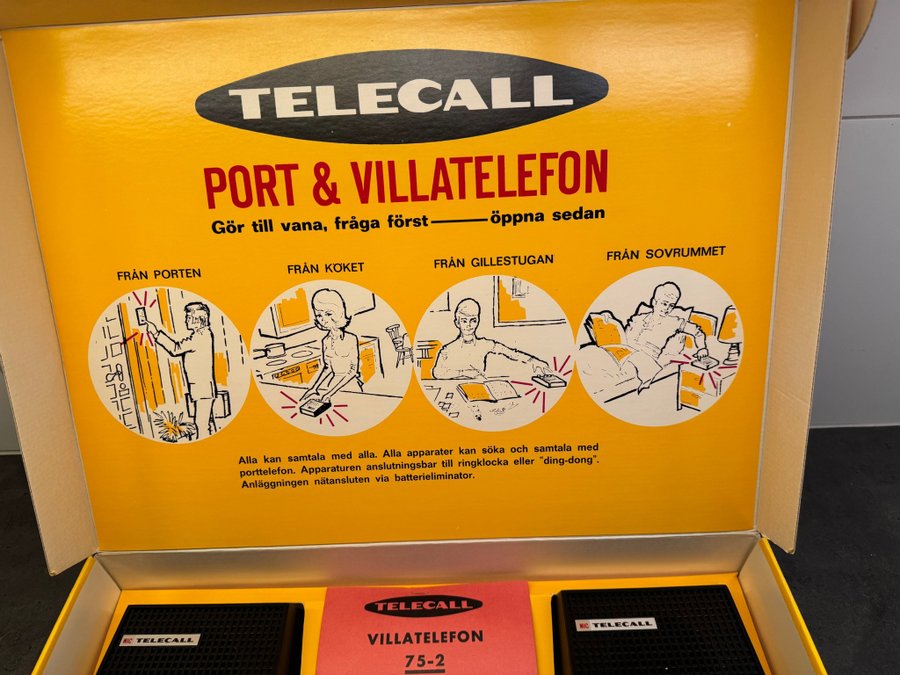 TELECALL
PORT & VILLATELEFON
Gör till vana, fråga först — öppna sedan
FRÅN PORTEN
FRÅN KÖKET
FRÅN GILLESTUGAN
FRÅN SOVRUMMET
Alla kan samtala med alla. Alla apparater kan söka och samtala med
porttelefon. Apparaturen anslutningsbar till ringklocka eller "ding-dong".
Anläggningen nätansluten via batterieliminator.
TELECALL
VILLATELEFON
75-2
MIC TELECALL
MIC TELECALL